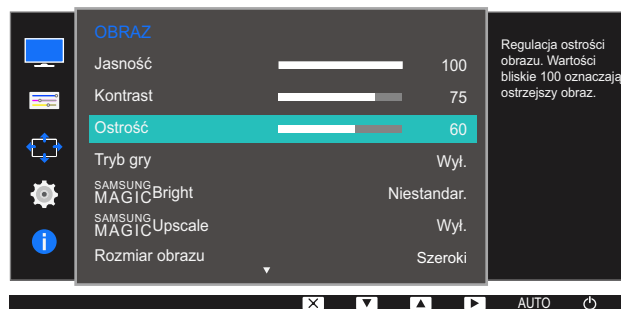 OBRAZ
Jasność 100
Kontrast 75
Ostrość 60
Tryb gry Wył.
SAMSUNG MAGIC Bright Niestandar.
SAMSUNG MAGIC Upscale Wył.
Rozmiar obrazu Szeroki
Regulacja ostrości
obrazu. Wartości
bliskie 100 oznaczają
ostrzejszy obraz.
AUTO